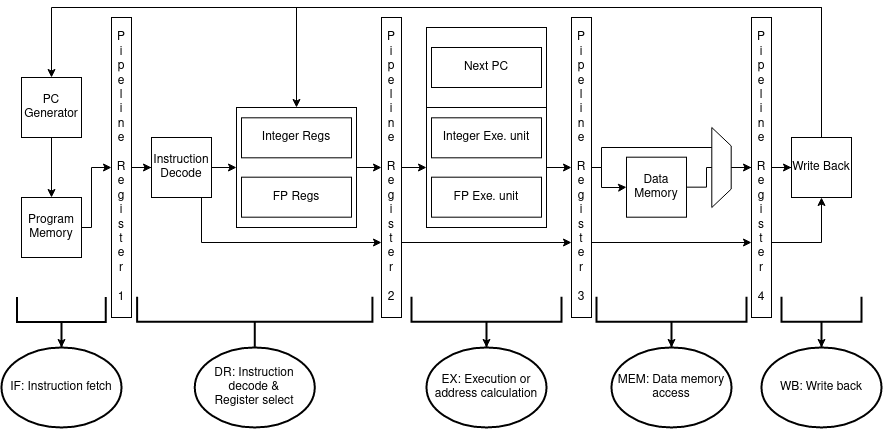 PC
Generator
Program
Memory
Pipeline Register 1
Instruction
Decode
Integer Regs
FP Regs
Pipeline Register 2
Next PC
Integer Exe. unit
FP Exe. unit
Pipeline Register 3
Data
Memory
Pipeline Register 4
Write Back
IF: Instruction fetch
DR: Instruction
decode &
Register select
EX: Execution or
address calculation
MEM: Data memory
access
WB: Write back